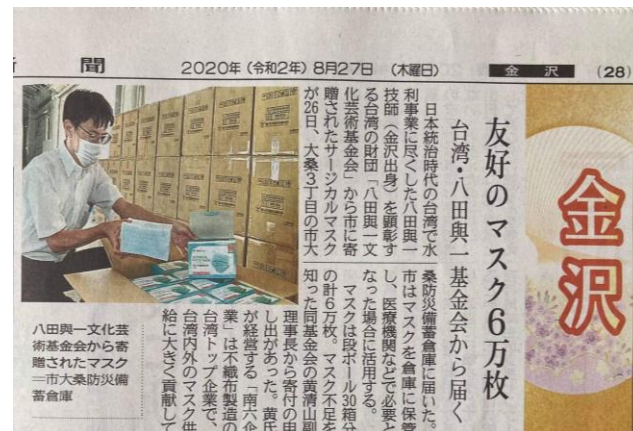 聞
2020年(令和2年)8月27日 (木曜日)
金沢
(28)
金沢
友好のマスク6万枚
台湾・八田與一基金会から届く
日本統治時代の台湾で水
利事業に尽くした八田與一
技師(金沢出身)を顕彰す
る台湾の財団「八田與一文
化芸術基金会」から市に寄
贈されたサージカルマスク
が26日、大桑3丁目の市大
桑防災備蓄倉庫に届いた。
市はマスクを倉庫に保管
し、医療機関などで必要と
なった場合に活用する。
マスクは段ボール30箱分
の計6万枚。マスク不足を
知った同基金会の黄清山副
理事長から寄付の申
し出があった。黄氏
が経営する「南六企
業」は不織布製造の
台湾トップ企業で、
台湾内外のマスク供
給に大きく貢献して
八田與一文化芸
術基金会から寄
贈されたマスク
=市大桑防災備
蓄倉庫